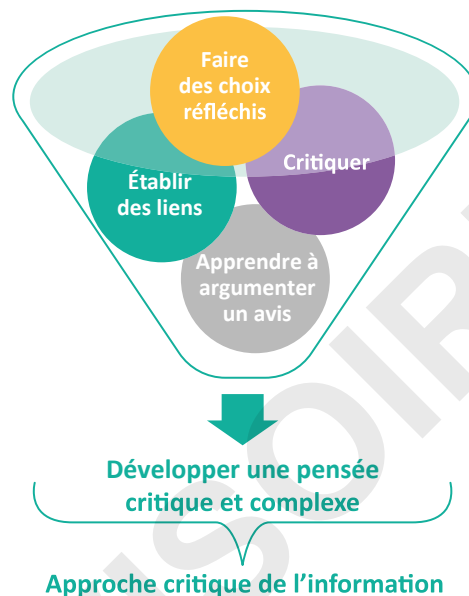 Faire
des choix
réfléchis
Critiquer
Établir
des liens
Apprendre à
argumenter
un avis
Développer une pensée
critique et complexe
Approche critique de l'information